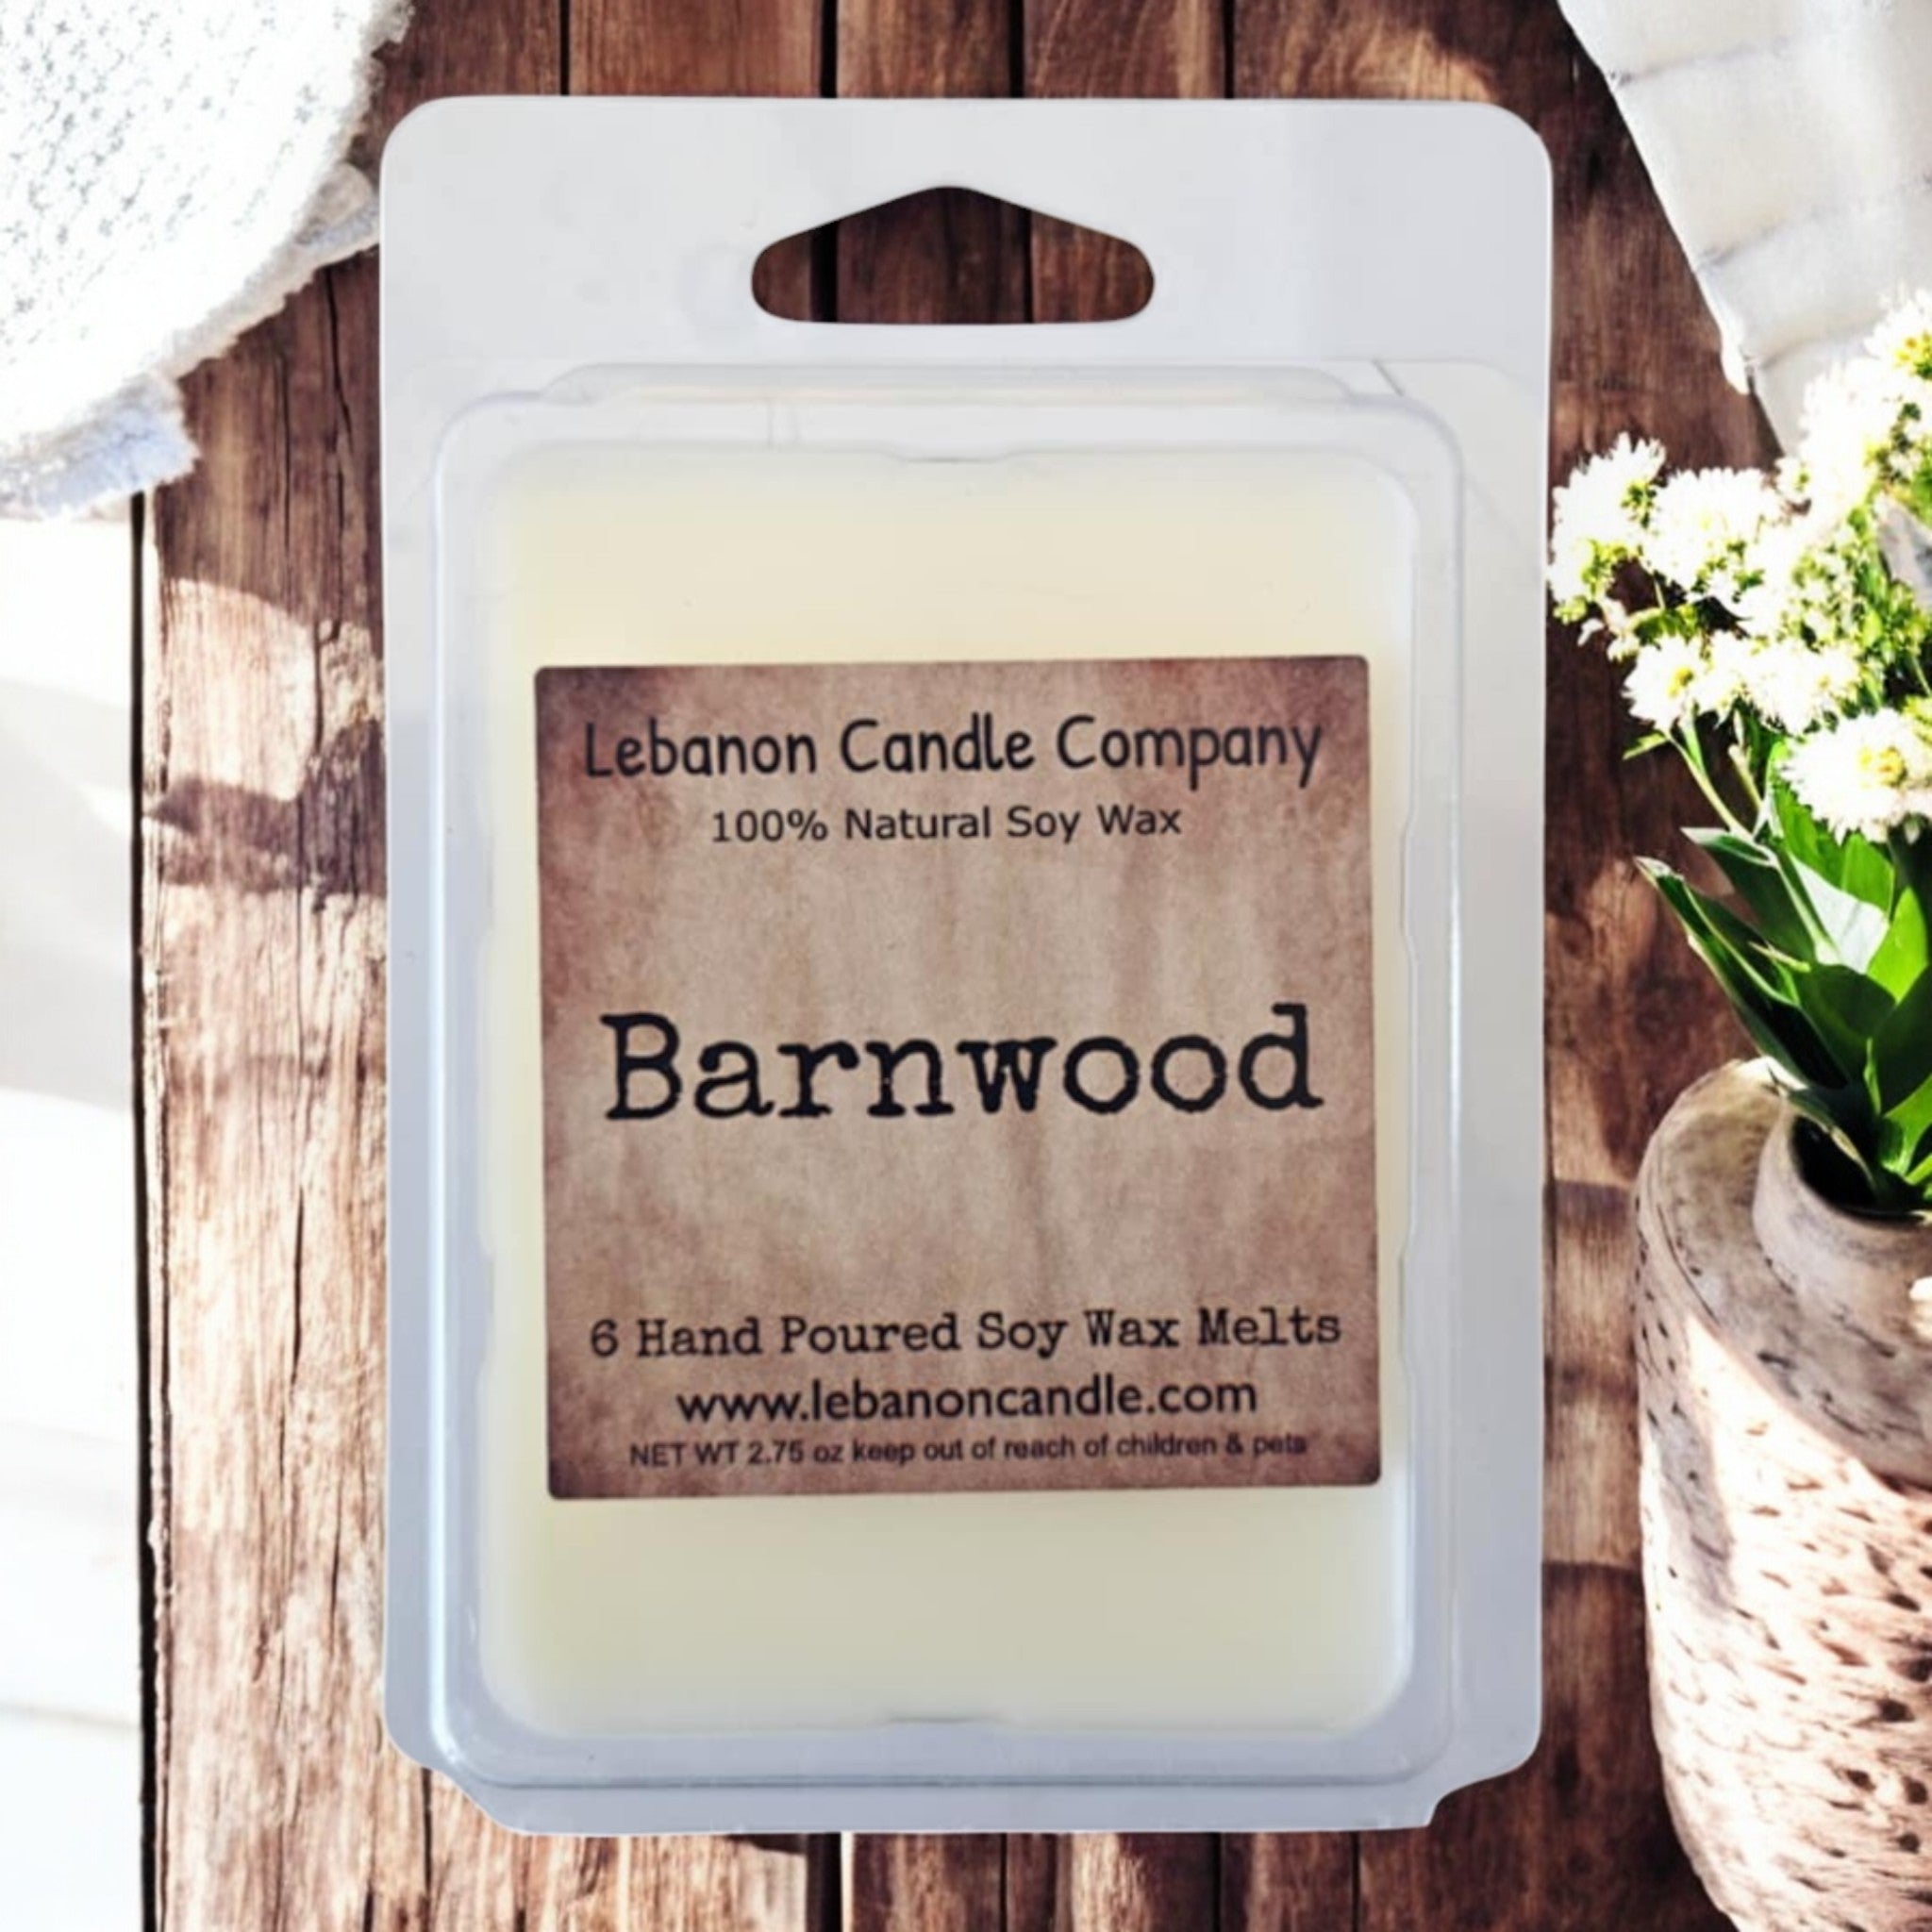 Lebanon Candle Company
100% Natural Soy Wax
Barnwood
6 Hand Poured Soy Wax Melts
www.lebanoncandle.com
NET WT 2.75 oz keep out of reach of children & pets